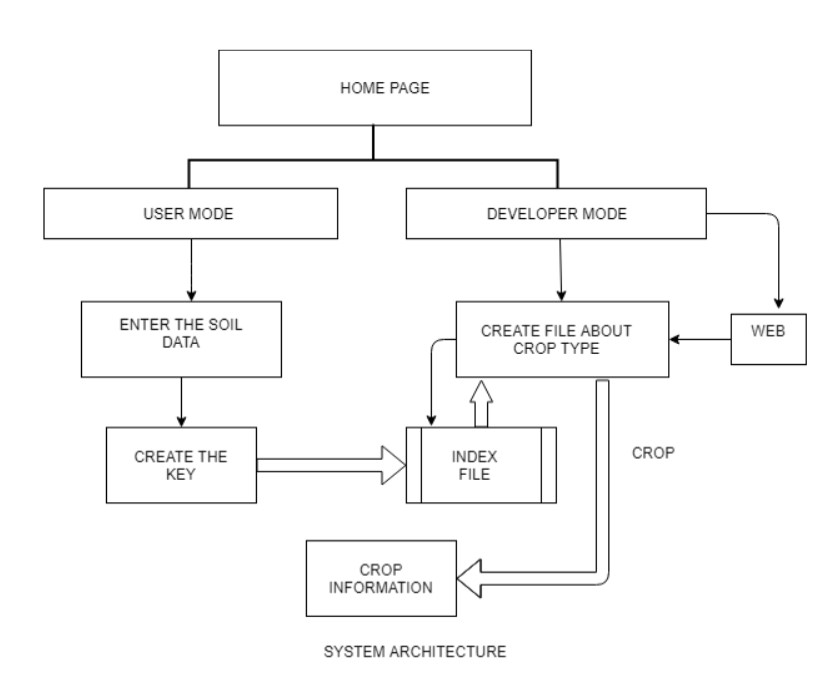 HOME PAGE
USER MODE
DEVELOPER MODE
ENTER THE SOIL
DATA
CREATE FILE ABOUT
CROP TYPE
WEB
CREATE THE
KEY
INDEX
FILE
CROP
CROP
INFORMATION
SYSTEM ARCHITECTURE